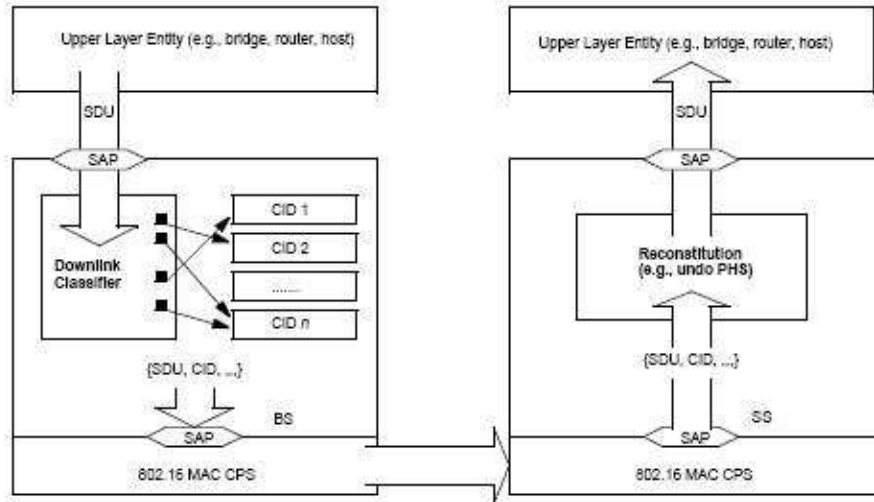 Upper Layer Entity (e.g., bridge, router, host)
SDU
SAP
Downlink
Classifier
CID 1
CID 2
.......
CID n
{SDU, CID, ,,,}
SAP
BS
802.16 MAC CPS
Upper Layer Entity (e.g., bridge, router, host)
SDU
SAP
Reconstitution
(e.g., undo PHS)
{SDU, CID, ,,,}
SS
SAP
802.16 MAC CPS